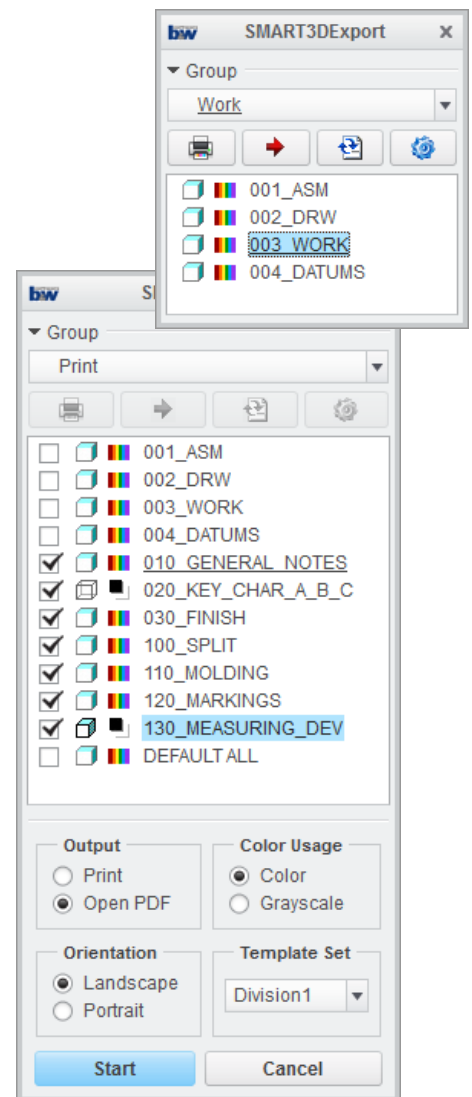 bw SMART3DExport x
Group
Work
001_ASM
002_DRW
003_WORK
004_DATUMS
bw
Group
Print
001_ASM
002_DRW
003_WORK
004_DATUMS
010_GENERAL_NOTES
020_KEY_CHAR_A_B_C
030_FINISH
100_SPLIT
110_MOLDING
120_MARKINGS
130_MEASURING_DEV
DEFAULT ALL
Output Color Usage
Print Color
Open PDF Grayscale
Orientation Template Set
Landscape Division1
Portrait
Start Cancel